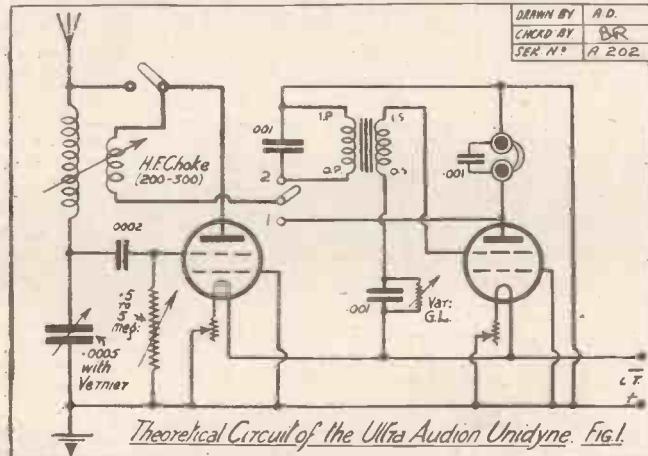 DRAWN BY A.D.
CHCKD BY BR
SER. Nº A 202
I.P.
I.S
.001
H.F. Choke
(200-300)
2
O.P.
O.S
.001
.0002
1
.5
TO
5
meg:
.001
Var:
G.L.
.0005
with
Vernier
L.T.
Theoretical Circuit of the Ultra Audion Unidyne. FIG. 1.